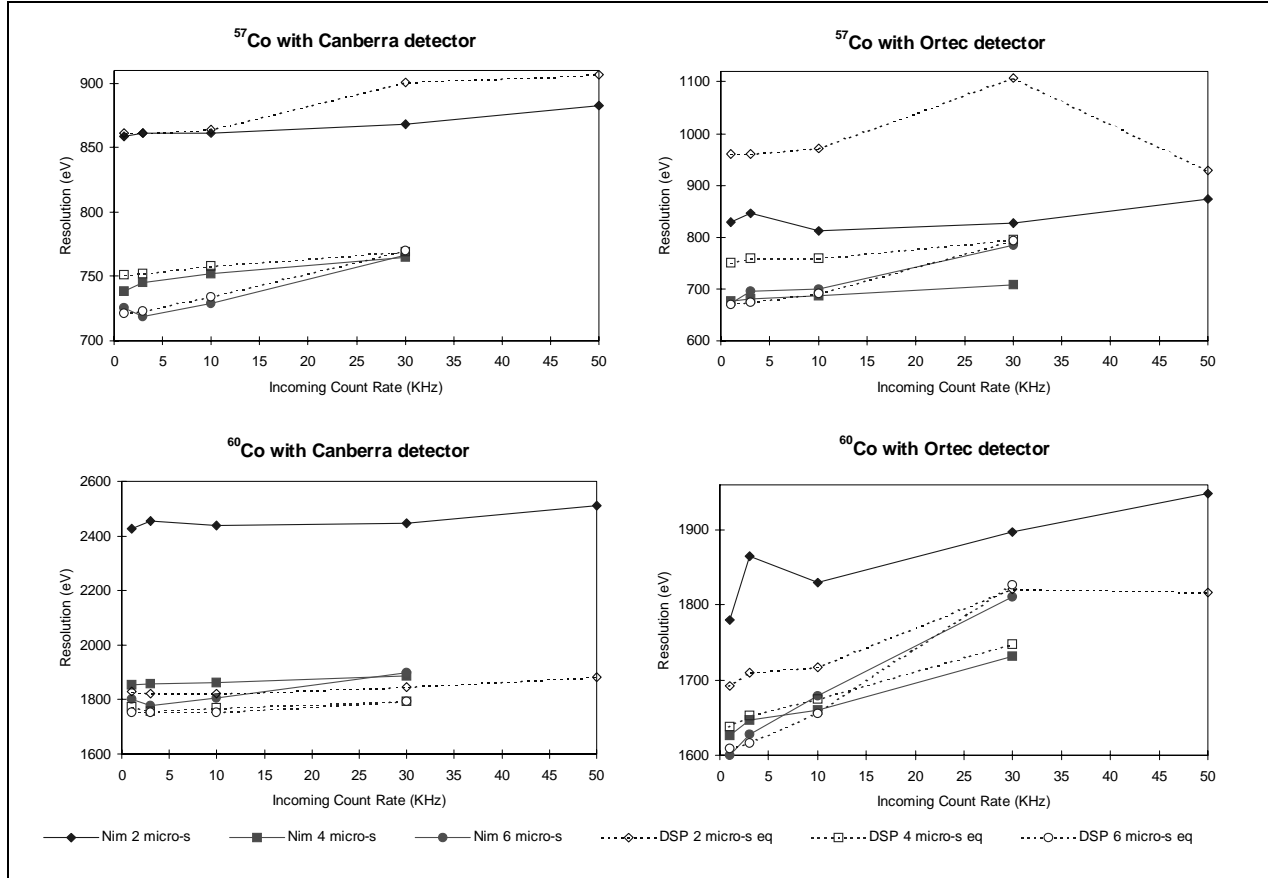 ⁵⁷Co with Canberra detector
900
850
800
750
700
Resolution (eV)
0 5 10 15 20 25 30 35 40 45 50
Incoming Count Rate (KHz)
⁵⁷Co with Ortec detector
1100
1000
900
800
700
600
Resolution (eV)
0 5 10 15 20 25 30 35 40 45 50
Incoming Count Rate (KHz)
⁶⁰Co with Canberra detector
2600
2400
2200
2000
1800
1600
Resolution (eV)
0 5 10 15 20 25 30 35 40 45 50
Incoming Count Rate (KHz)
⁶⁰Co with Ortec detector
1900
1800
1700
1600
Resolution (eV)
0 5 10 15 20 25 30 35 40 45 50
Incoming Count Rate (KHz)
Nim 2 micro-s Nim 4 micro-s Nim 6 micro-s DSP 2 micro-s eq DSP 4 micro-s eq DSP 6 micro-s eq